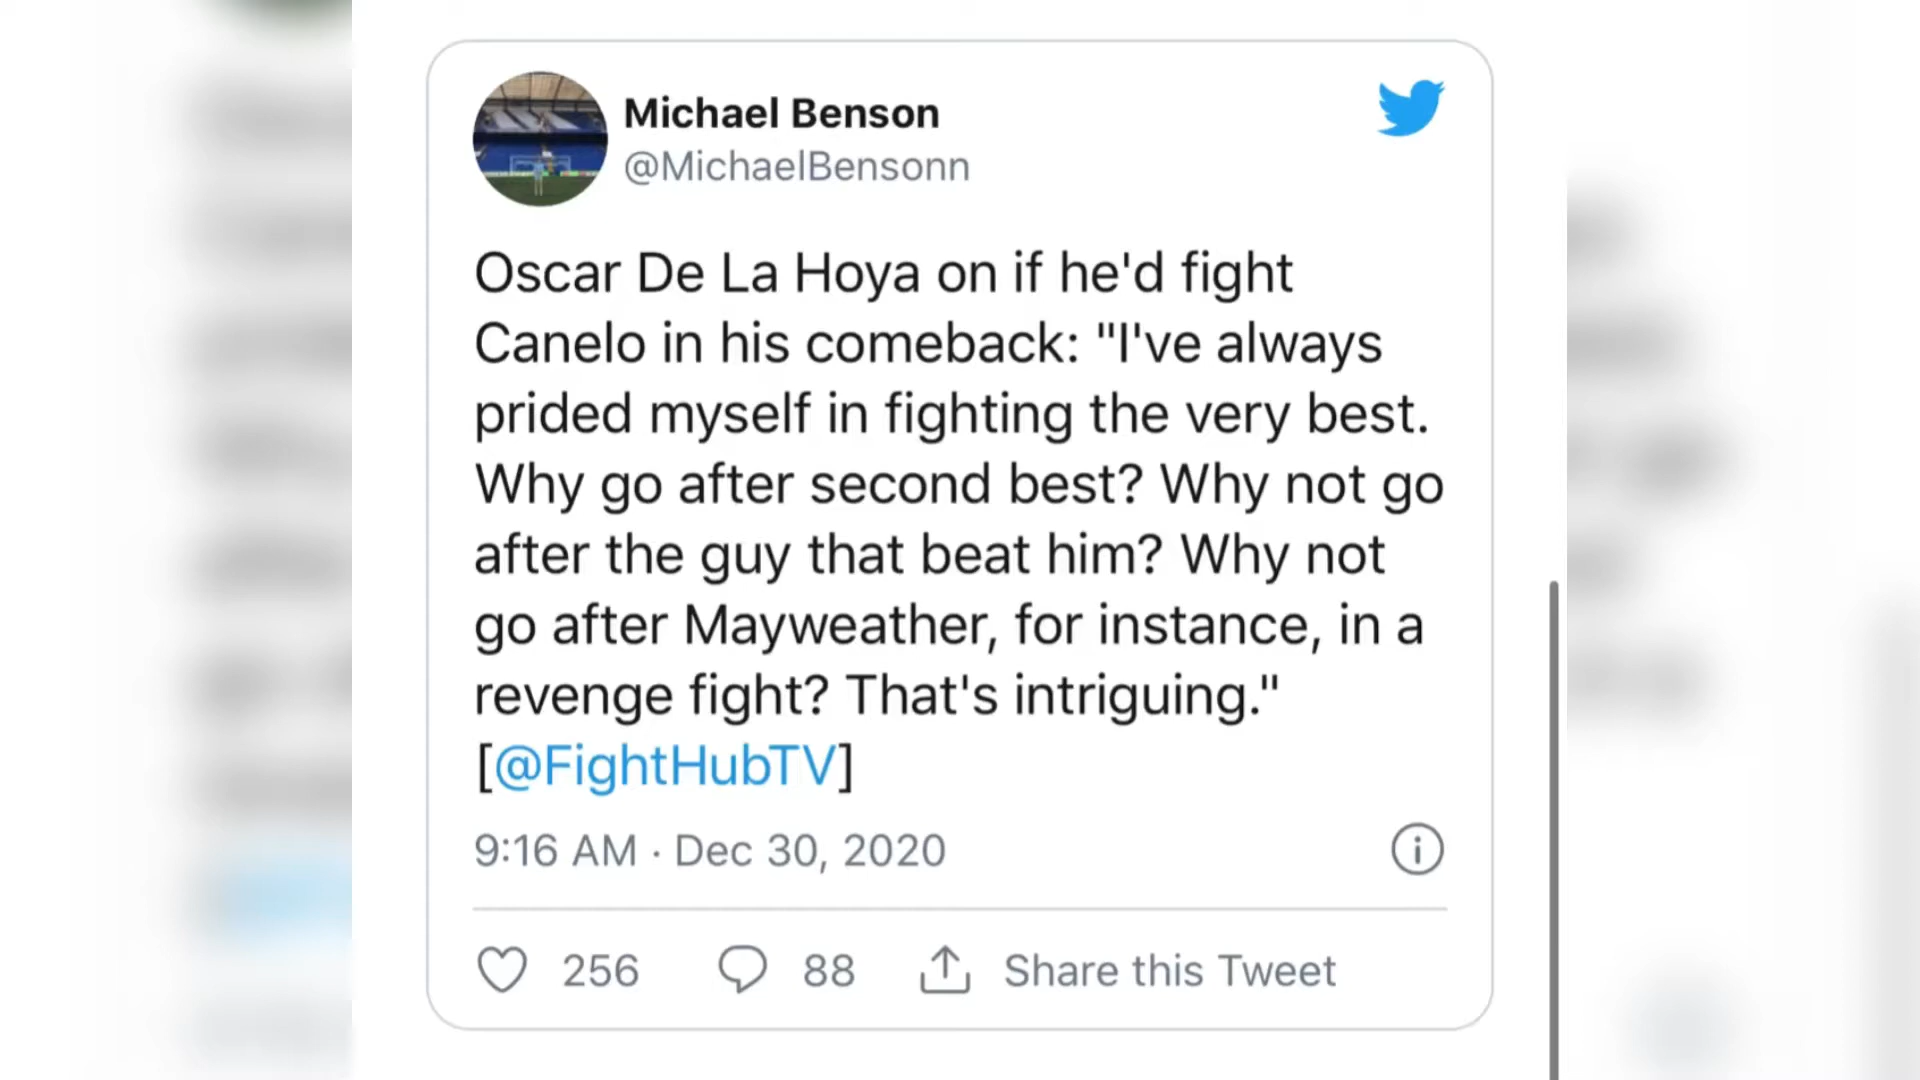 Michael Benson
@MichaelBensonn
Oscar De La Hoya on if he'd fight
Canelo in his comeback: "I've always
prided myself in fighting the very best.
Why go after second best? Why not go
after the guy that beat him? Why not
go after Mayweather, for instance, in a
revenge fight? That's intriguing."
[@FightHubTV]
9:16 AM · Dec 30, 2020
256 88 Share this Tweet